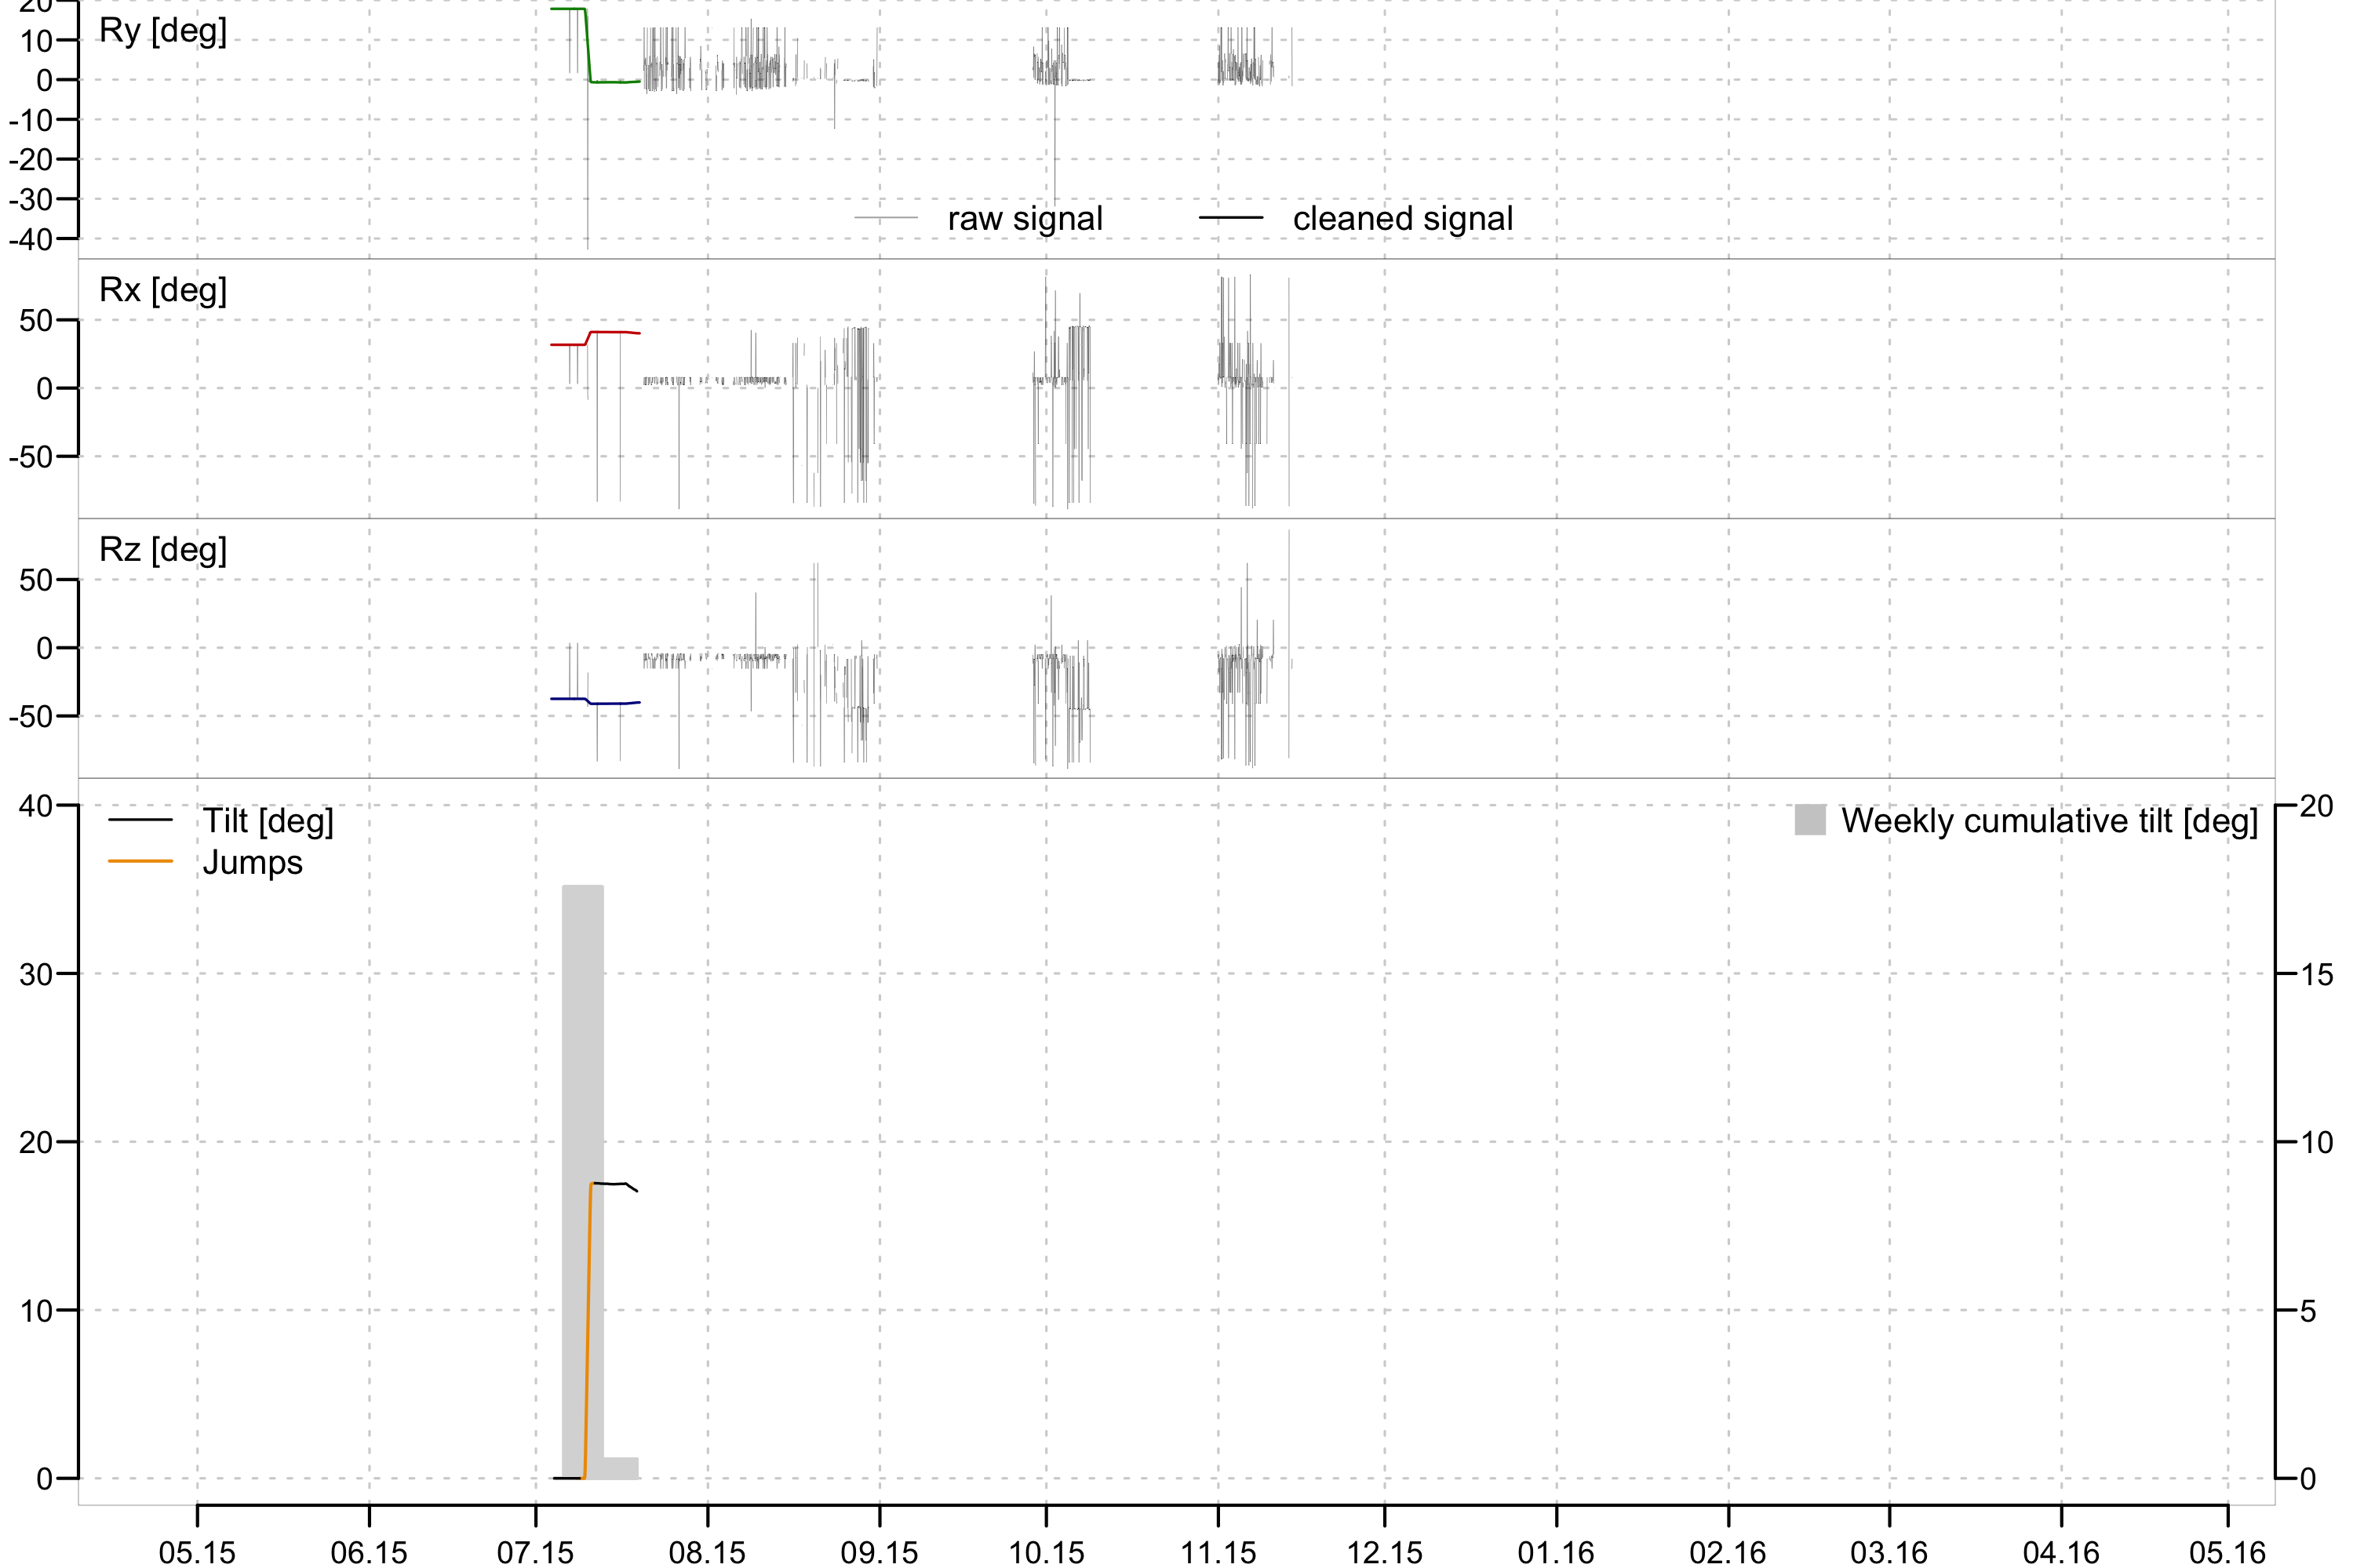 20
Ry [deg]
10
0
-10
-20
-30
-40
raw signal cleaned signal
Rx [deg]
50
0
-50
Rz [deg]
50
0
-50
40 Tilt [deg] Weekly cumulative tilt [deg] 20
Jumps
30 15
20 10
10 5
0 0
05.15 06.15 07.15 08.15 09.15 10.15 11.15 12.15 01.16 02.16 03.16 04.16 05.16